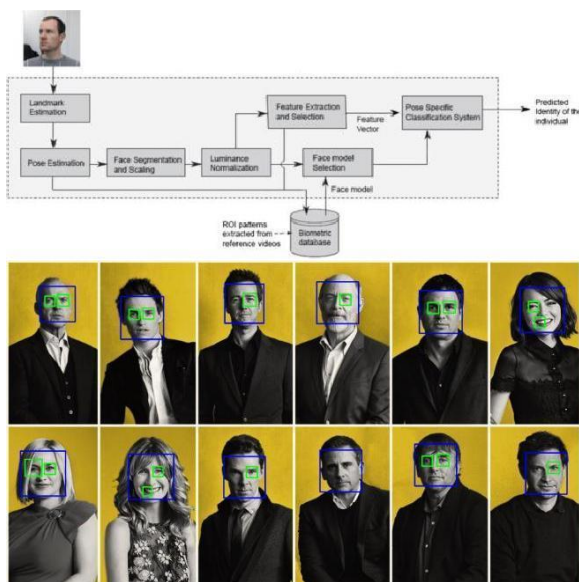 Landmark
Estimation
Feature Extraction
and Selection
Feature
Vector
Pose Specific
Classification System
Predicted
Identity of the
individual
Pose Estimation
Face Segmentation
and Scaling
Luminance
Normalization
Face model
Selection
Face model
ROI patterns
extracted from
reference videos
Biometric
database